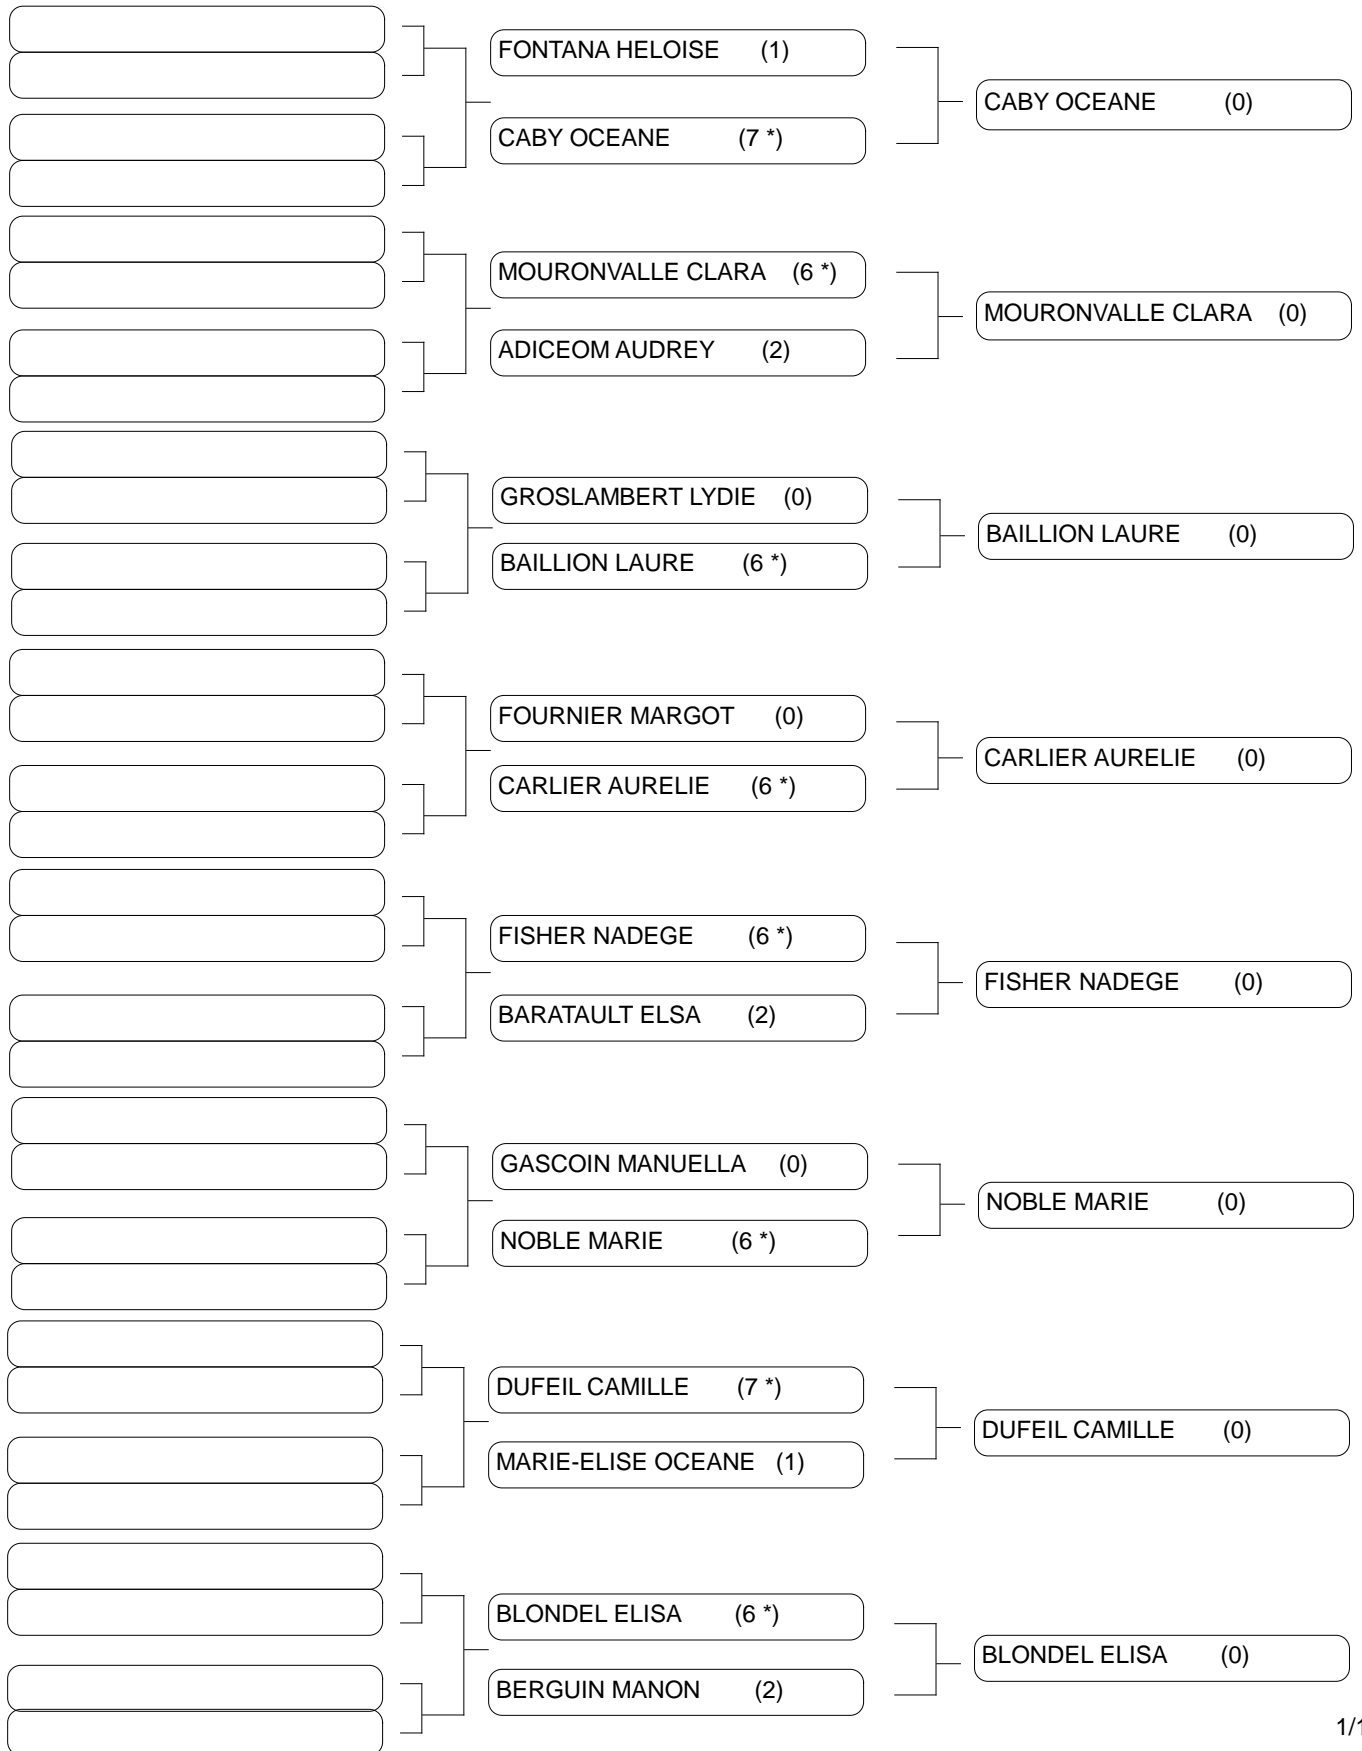 FONTANA HELOISE (1)
CABY OCEANE (7 *)
CABY OCEANE (0)
MOURONVALLE CLARA (6 *)
ADICEOM AUDREY (2)
MOURONVALLE CLARA (0)
GROSLAMBERT LYDIE (0)
BAILLION LAURE (6 *)
BAILLION LAURE (0)
FOURNIER MARGOT (0)
CARLIER AURELIE (6 *)
CARLIER AURELIE (0)
FISHER NADEGE (6 *)
BARATAULT ELSA (2)
FISHER NADEGE (0)
GASCOIN MANUELLA (0)
NOBLE MARIE (6 *)
NOBLE MARIE (0)
DUFEIL CAMILLE (7 *)
MARIE-ELISE OCEANE (1)
DUFEIL CAMILLE (0)
BLONDEL ELISA (6 *)
BERGUIN MANON (2)
BLONDEL ELISA (0)
1/1